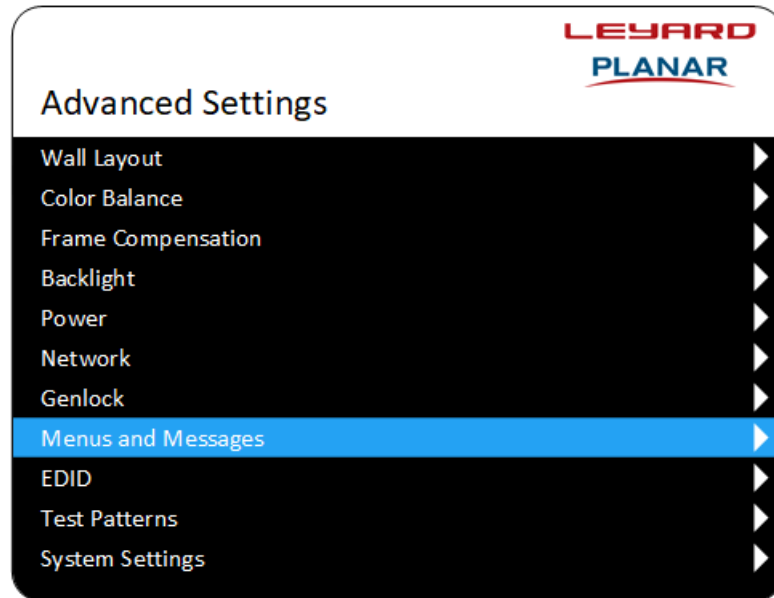 LEYARD
PLANAR
Advanced Settings
Wall Layout
Color Balance
Frame Compensation
Backlight
Power
Network
Genlock
Menus and Messages
EDID
Test Patterns
System Settings